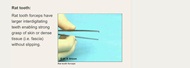 Rat tooth:
Rat tooth forceps have
larger interdigitating
teeth enabling strong
grasp of skin or dense
tissue (i.e. fascia)
without slipping.